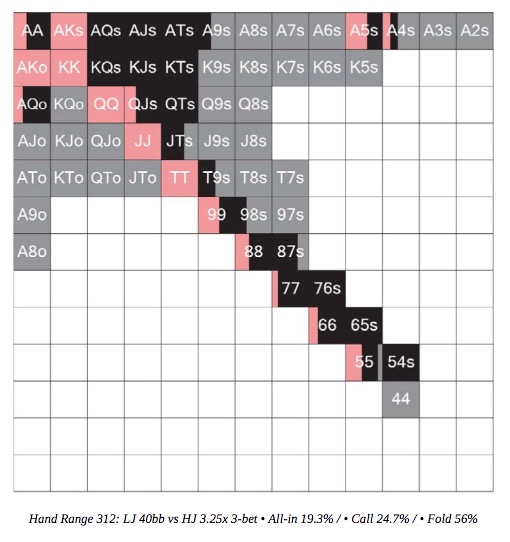 AA AKs AQs AJs ATs A9s A8s A7s A6s A5s A4s A3s A2s
AKo KK KQs KJs KTs K9s K8s K7s K6s K5s
AQo KQo QQ QJs QTs Q9s Q8s
AJo KJo QJo JJ JTs J9s J8s
ATo KTo QTo JTo TT T9s T8s T7s
A9o 99 98s 97s
A8o 88 87s
77 76s
66 65s
55 54s
44
Hand Range 312: LJ 40bb vs HJ 3.25x 3-bet • All-in 19.3% / • Call 24.7% / • Fold 56%